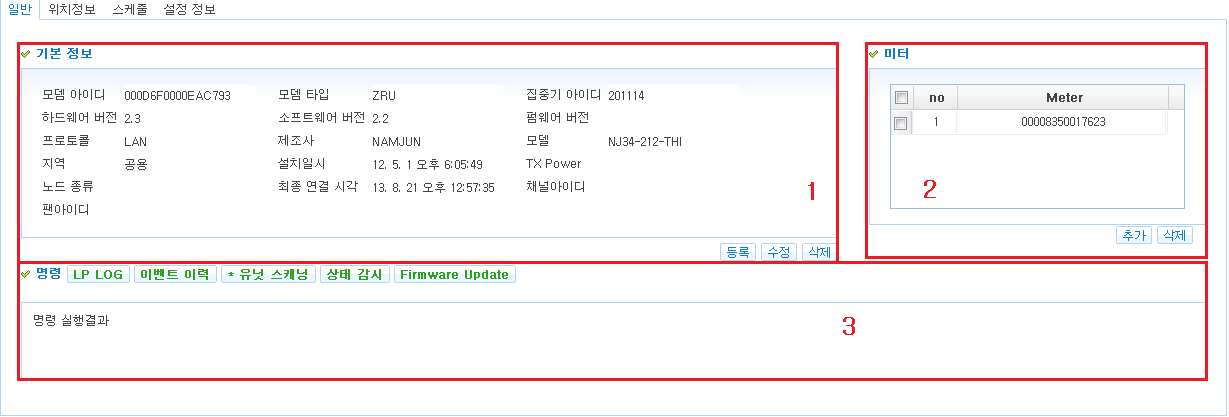 일반 위치정보 스케줄 설정 정보
기본 정보
모뎀 아이디 000D6F0000EAC793 모뎀 타입 ZRU 집중기 아이디 201114
하드웨어 버전 2.3 소프트웨어 버전 2.2 펌웨어 버전
프로토콜 LAN 제조사 NAMJUN 모델 NJ34-212-THI
지역 공용 설치일시 12. 5. 1 오후 6:05:49 TX Power
노드 종류 최종 연결 시각 13. 8. 21 오후 12:57:35 채널아이디
팬아이디
1
등록 수정 삭제
미터
no Meter
1 00008350017623
2
추가 삭제
명령 LP LOG 이벤트 이력 * 유닛 스케닝 상태 감시 Firmware Update
명령 실행결과
3